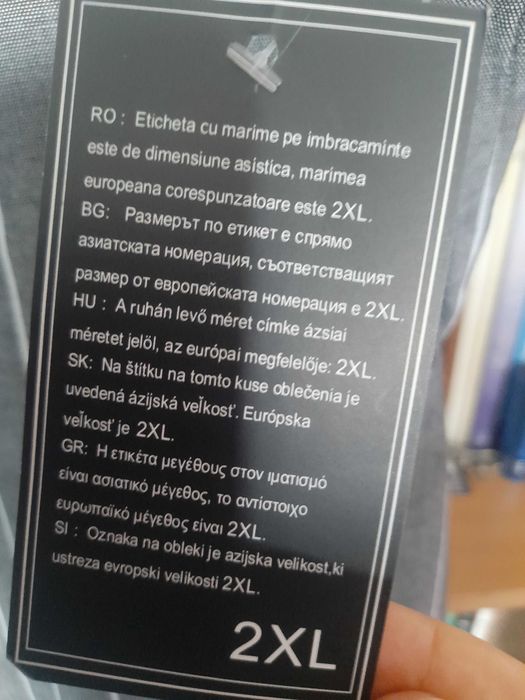 RO : Eticheta cu marime pe imbracaminte
este de dimensiune asistica, marimea
europeana corespunzatoare este 2XL.
BG: Размерът по етикет е спрямо
азиатската номерация, съответстващият
размер от европейската номерация е 2XL.
HU : A ruhán levő méret címke ázsiai
méretet jelöl, az európai megfelelője: 2XL.
SK: Na štítku na tomto kuse oblečenia je
uvedená ázijská veľkosť. Európska
veľkosť je 2XL.
GR: Η ετικέτα μεγέθους στον ιματισμό
είναι ασιατικό μέγεθος, το αντίστοιχο
ευρωπαϊκό μέγεθος είναι 2XL.
SI : Oznaka na obleki je azijska velikost,ki
ustreza evropski velikosti 2XL.
2XL